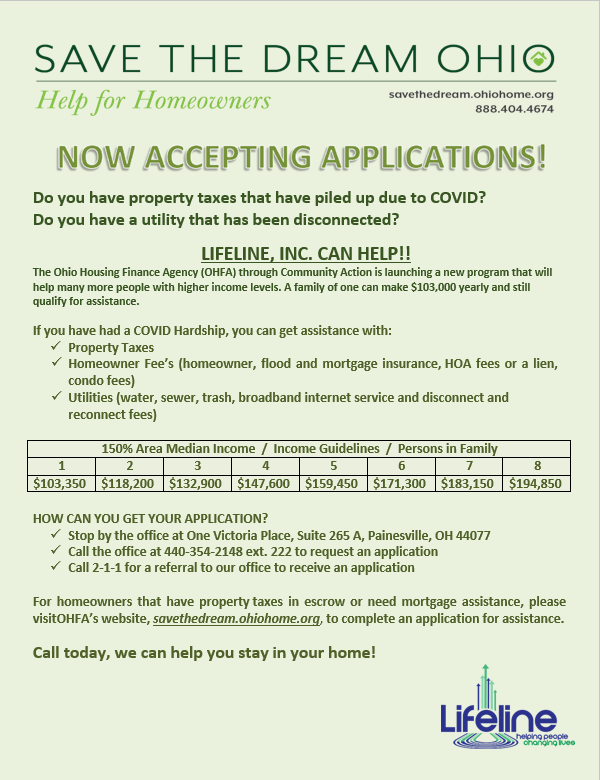 SAVE THE DREAM OHIO
Help for Homeowners
savethedream.ohiohome.org
888.404.4674
NOW ACCEPTING APPLICATIONS!
Do you have property taxes that have piled up due to COVID?
Do you have a utility that has been disconnected?
LIFELINE, INC. CAN HELP!!
The Ohio Housing Finance Agency (OHFA) through Community Action is launching a new program that will
help many more people with higher income levels. A family of one can make $103,000 yearly and still
qualify for assistance.
If you have had a COVID Hardship, you can get assistance with:
✓ Property Taxes
✓ Homeowner Fee's (homeowner, flood and mortgage insurance, HOA fees or a lien,
condo fees)
✓ Utilities (water, sewer, trash, broadband internet service and disconnect and
reconnect fees)
150% Area Median Income / Income Guidelines / Persons in Family
1 2 3 4 5 6 7 8
$103,350 $118,200 $132,900 $147,600 $159,450 $171,300 $183,150 $194,850
HOW CAN YOU GET YOUR APPLICATION?
✓ Stop by the office at One Victoria Place, Suite 265 A, Painesville, OH 44077
✓ Call the office at 440-354-2148 ext. 222 to request an application
✓ Call 2-1-1 for a referral to our office to receive an application
For homeowners that have property taxes in escrow or need mortgage assistance, please
visitOHFA's website, savethedream.ohiohome.org, to complete an application for assistance.
Call today, we can help you stay in your home!
Lifeline
helping people
changing lives